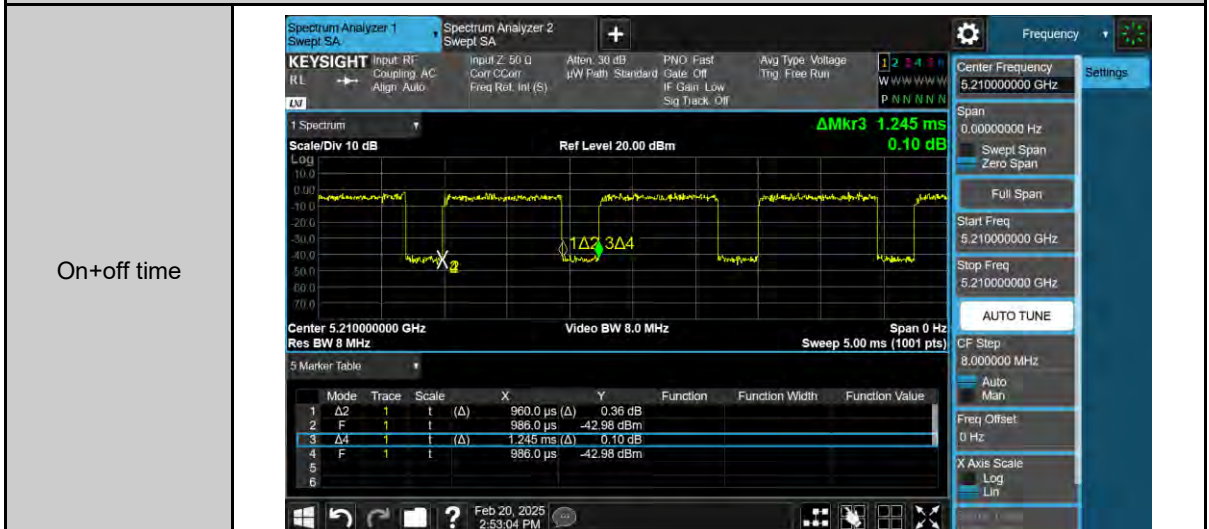 On+off time
Spectrum Analyzer 1
Swept SA
Spectrum Analyzer 2
Swept SA
+
Frequency
KEYSIGHT
RL
LXI
Input: RF
Coupling: AC
Align: Auto
Input Z: 50 Ω
Corr CCorr
Freq Ref: Int (S)
Atten: 30 dB
µW Path: Standard
PNO: Fast
Gate: Off
IF Gain: Low
Sig Track: Off
Avg Type: Voltage
Trig: Free Run
1 2 3 4 5 6
W W W W W W
P N N N N N
1 Spectrum
Scale/Div 10 dB
Ref Level 20.00 dBm
ΔMkr3 1.245 ms
0.10 dB
Log
10.0
0.00
-10.0
-20.0
-30.0
-40.0
-50.0
-60.0
-70.0
1Δ2 3Δ4
X2
Center 5.210000000 GHz
Video BW 8.0 MHz
Span 0 Hz
Res BW 8 MHz
Sweep 5.00 ms (1001 pts)
5 Marker Table
Mode Trace Scale X Y Function Function Width Function Value
1 Δ2 1 t (Δ) 960.0 µs (Δ) 0.36 dB
2 F 1 t 986.0 µs -42.98 dBm
3 Δ4 1 t (Δ) 1.245 ms (Δ) 0.10 dB
4 F 1 t 986.0 µs -42.98 dBm
5
6
Center Frequency
5.210000000 GHz
Settings
Span
0.00000000 Hz
Swept Span
Zero Span
Full Span
Start Freq
5.210000000 GHz
Stop Freq
5.210000000 GHz
AUTO TUNE
CF Step
8.000000 MHz
Auto
Man
Freq Offset
0 Hz
X Axis Scale
Log
Lin
?
Feb 20, 2025
2:53:04 PM